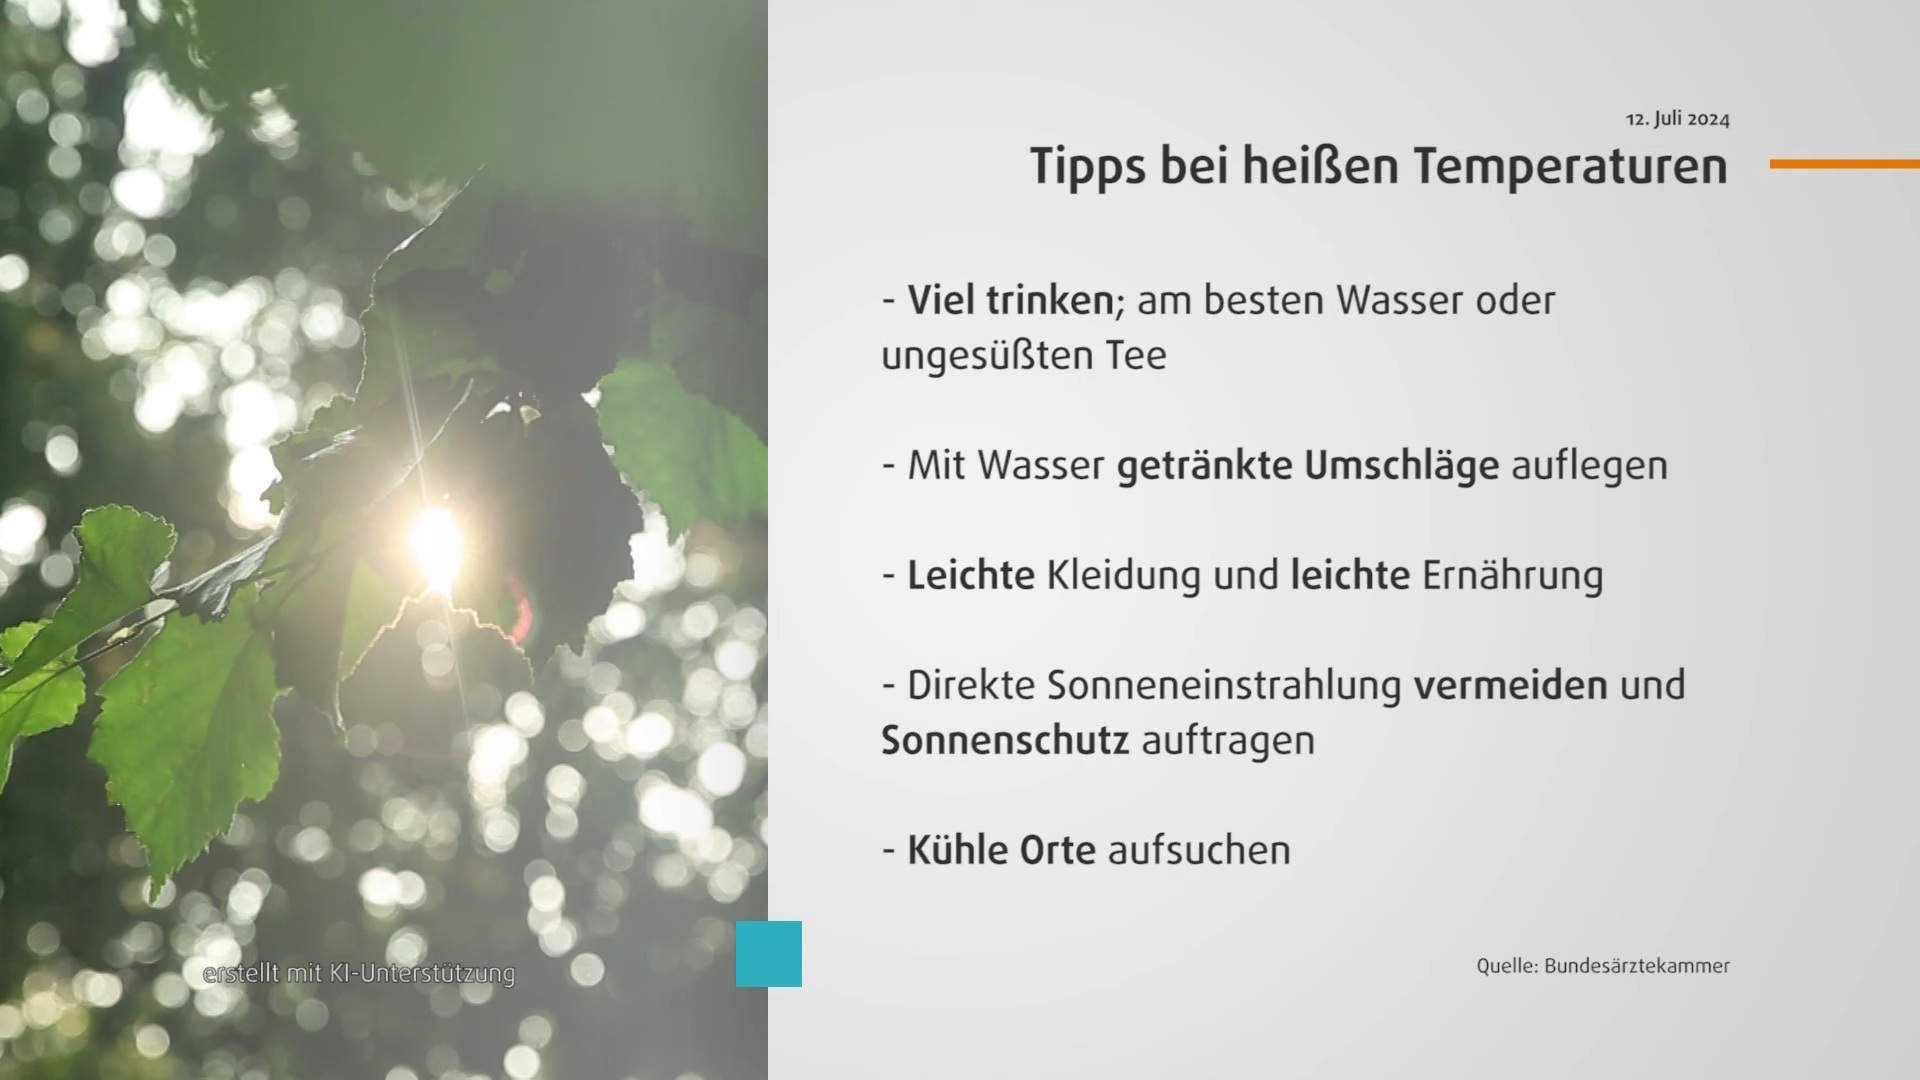 12. Juli 2024
Tipps bei heißen Temperaturen
- Viel trinken; am besten Wasser oder
ungesüßten Tee
- Mit Wasser getränkte Umschläge auflegen
- Leichte Kleidung und leichte Ernährung
- Direkte Sonneneinstrahlung vermeiden und
Sonnenschutz auftragen
- Kühle Orte aufsuchen
erstellt mit KI-Unterstützung
Quelle: Bundesärztekammer